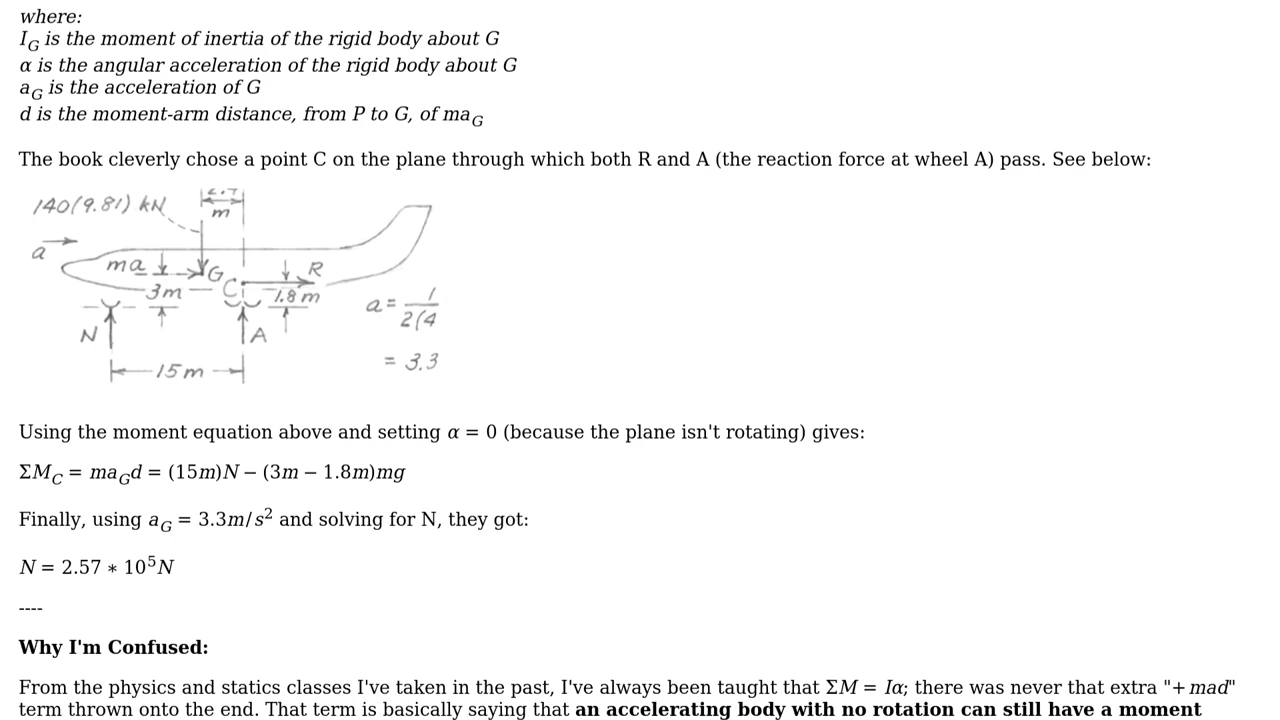 where:
I_G is the moment of inertia of the rigid body about G
α is the angular acceleration of the rigid body about G
a_G is the acceleration of G
d is the moment-arm distance, from P to G, of ma_G
The book cleverly chose a point C on the plane through which both R and A (the reaction force at wheel A) pass. See below:
m
140(9.81) kN
a
ma
G
R
3m
C
1.8 m
a = 1
2(4
N
A
= 3.3
15m
Using the moment equation above and setting α = 0 (because the plane isn't rotating) gives:
ΣM_C = ma_Gd = (15m)N − (3m − 1.8m)mg
Finally, using a_G = 3.3m/s² and solving for N, they got:
N = 2.57 ∗ 10⁵N
----
Why I'm Confused:
From the physics and statics classes I've taken in the past, I've always been taught that ΣM = Iα; there was never that extra "+ mad"
term thrown onto the end. That term is basically saying that an accelerating body with no rotation can still have a moment